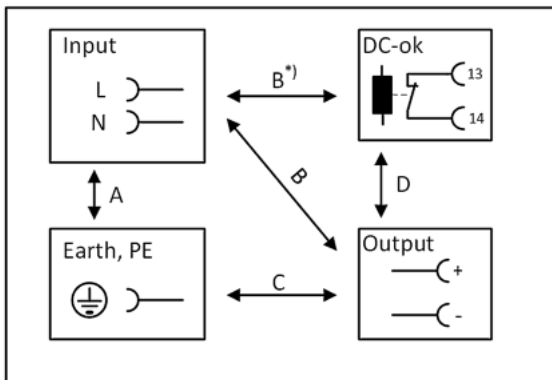 Input
L
N
B*)
DC-ok
13
14
A
B
D
Earth, PE
C
Output
+
-